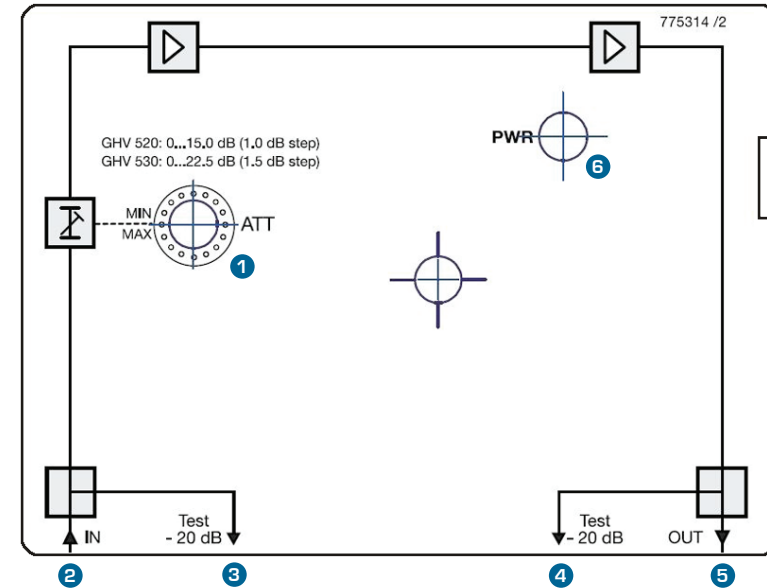 775314 /2
GHV 520: 0...15.0 dB (1.0 dB step)
GHV 530: 0...22.5 dB (1.5 dB step)
PWR
6
MIN
MAX
ATT
1
Test
- 20 dB
IN
Test
- 20 dB
OUT
2
3
4
5